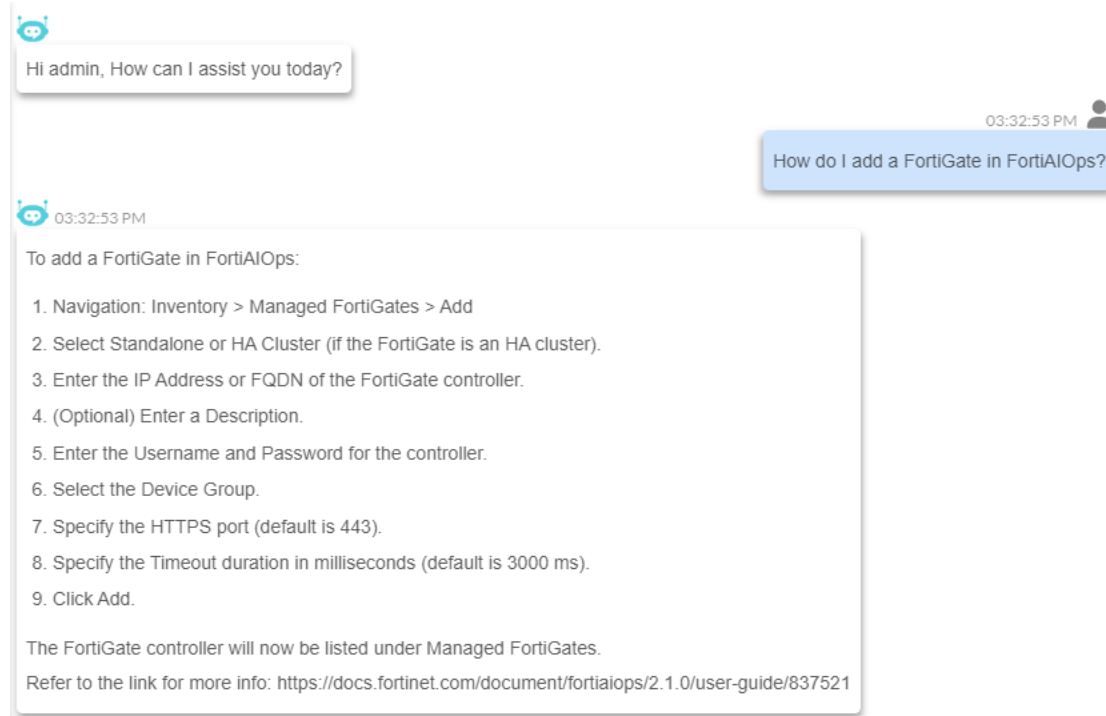 Hi admin, How can I assist you today?
03:32:53 PM
How do I add a FortiGate in FortiAIOps?
03:32:53 PM
To add a FortiGate in FortiAIOps:
1. Navigation: Inventory > Managed FortiGates > Add
2. Select Standalone or HA Cluster (if the FortiGate is an HA cluster).
3. Enter the IP Address or FQDN of the FortiGate controller.
4. (Optional) Enter a Description.
5. Enter the Username and Password for the controller.
6. Select the Device Group.
7. Specify the HTTPS port (default is 443).
8. Specify the Timeout duration in milliseconds (default is 3000 ms).
9. Click Add.
The FortiGate controller will now be listed under Managed FortiGates.
Refer to the link for more info: https://docs.fortinet.com/document/fortiaiops/2.1.0/user-guide/837521